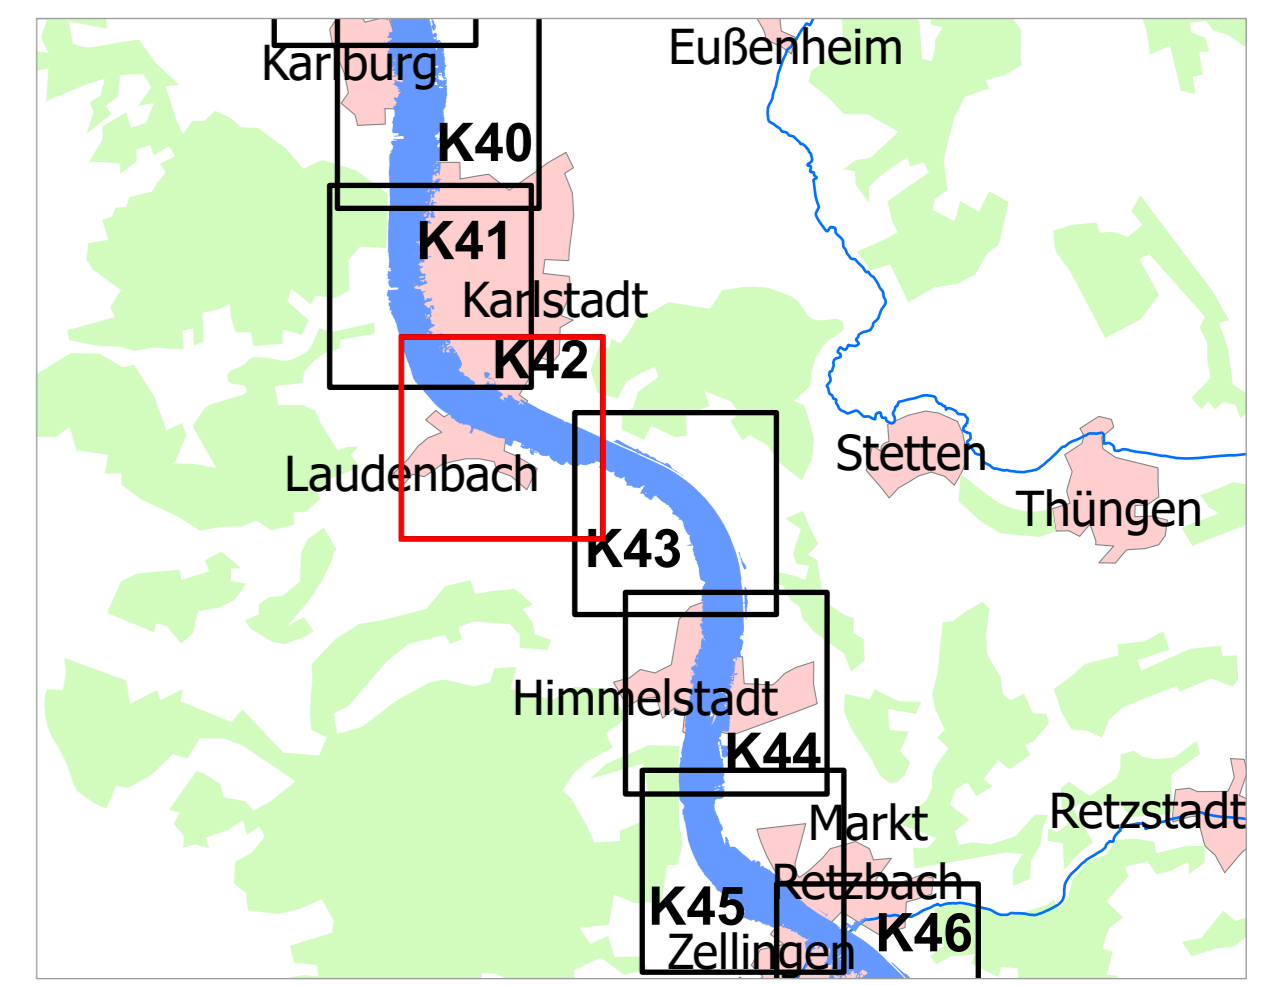 Eußenheim
Karlburg
K40
K41
Karlstadt
K42
Stetten
Laudenbach
Thüngen
K43
Himmelstadt
K44
Retzstadt
Markt
Retzbach
K45
K46
Zellingen